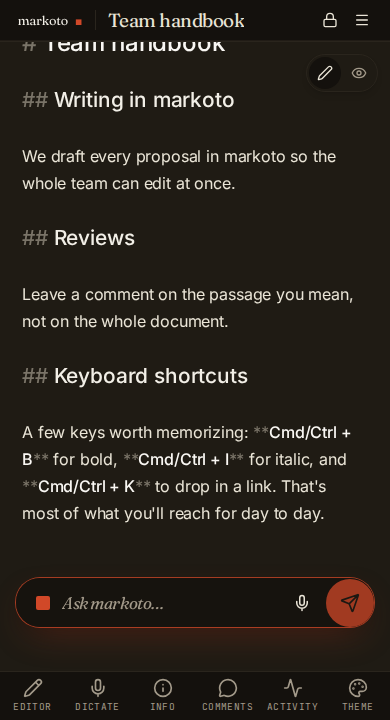 markoto
Team handbook
# Team handbook
## Writing in markoto
We draft every proposal in markoto so the
whole team can edit at once.
## Reviews
Leave a comment on the passage you mean,
not on the whole document.
## Keyboard shortcuts
A few keys worth memorizing: **Cmd/Ctrl +
B** for bold, **Cmd/Ctrl + I** for italic, and
**Cmd/Ctrl + K** to drop in a link. That's
most of what you'll reach for day to day.
Ask markoto...
EDITOR DICTATE INFO COMMENTS ACTIVITY THEME